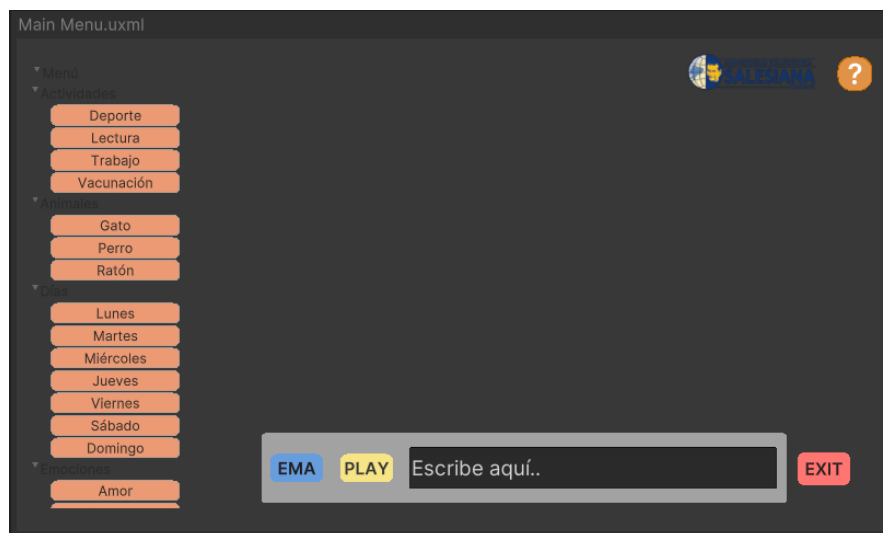 Main Menu.uxml
Menú
Actividades
Deporte
Lectura
Trabajo
Vacunación
Animales
Gato
Perro
Ratón
Días
Lunes
Martes
Miércoles
Jueves
Viernes
Sábado
Domingo
Emociones
Amor
SALESIANA
?
EMA
PLAY
Escribe aquí..
EXIT